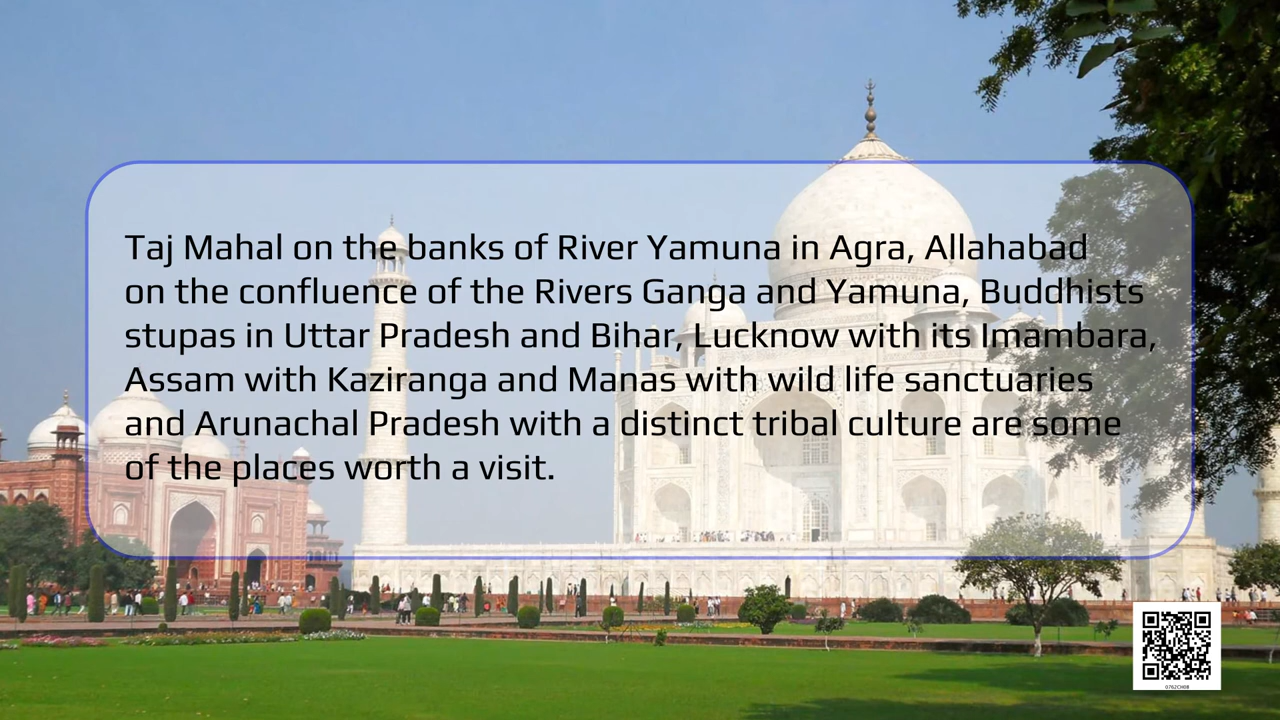 Taj Mahal on the banks of River Yamuna in Agra, Allahabad
on the confluence of the Rivers Ganga and Yamuna, Buddhists
stupas in Uttar Pradesh and Bihar, Lucknow with its Imambara,
Assam with Kaziranga and Manas with wild life sanctuaries
and Arunachal Pradesh with a distinct tribal culture are some
of the places worth a visit.
0762CH08